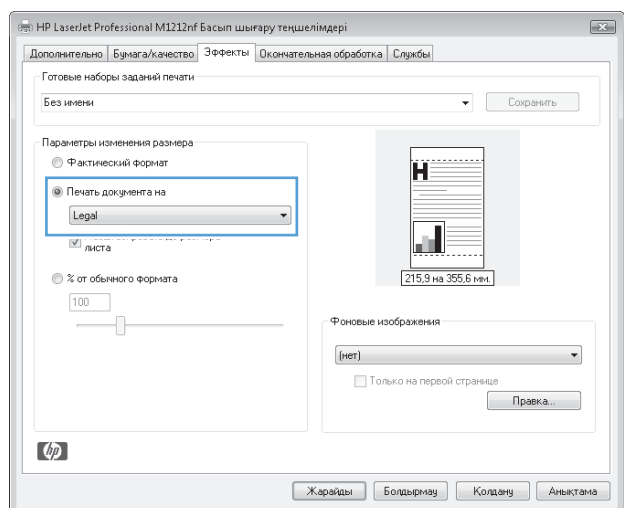 HP LaserJet Professional M1212nf Басып шығару теңшелімдері
Дополнительно Бумага/качество Эффекты Окончательная обработка Службы
Готовые наборы заданий печати
Без имени
Сохранить
Параметры изменения размера
Фактический формат
Печать документа на
Legal
листа
% от обычного формата
100
H
215,9 на 355,6 мм.
Фоновые изображения
(нет)
Только на первой странице
Правка...
hp
Жарайды Болдырмау Қолдану Анықтама